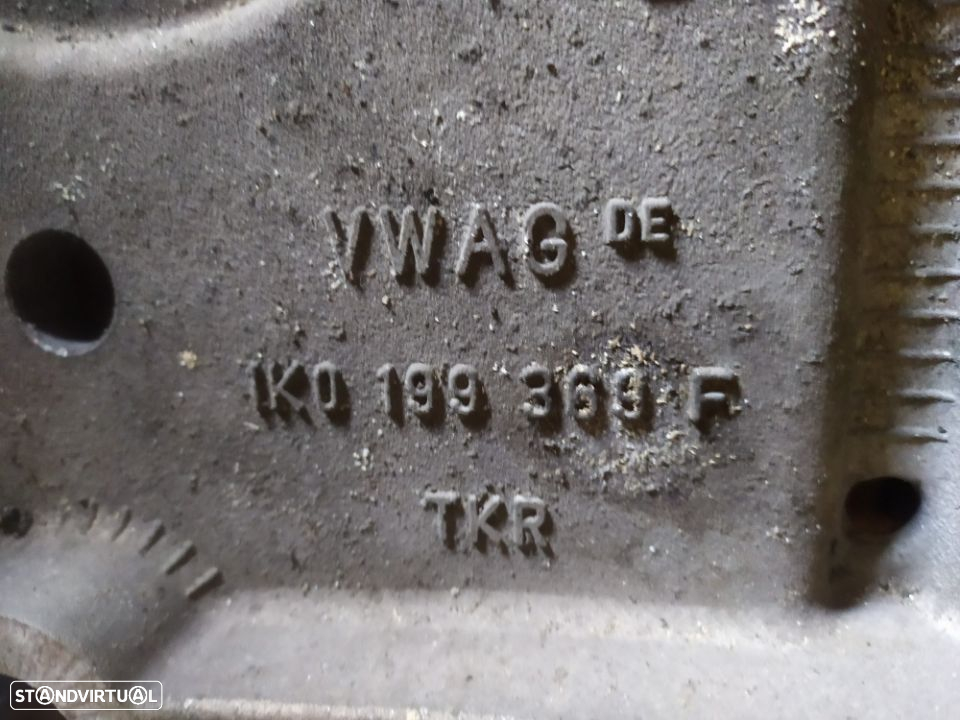 VWAG DE
1K0 199 369 F
TKR
STANDVIRTUAL